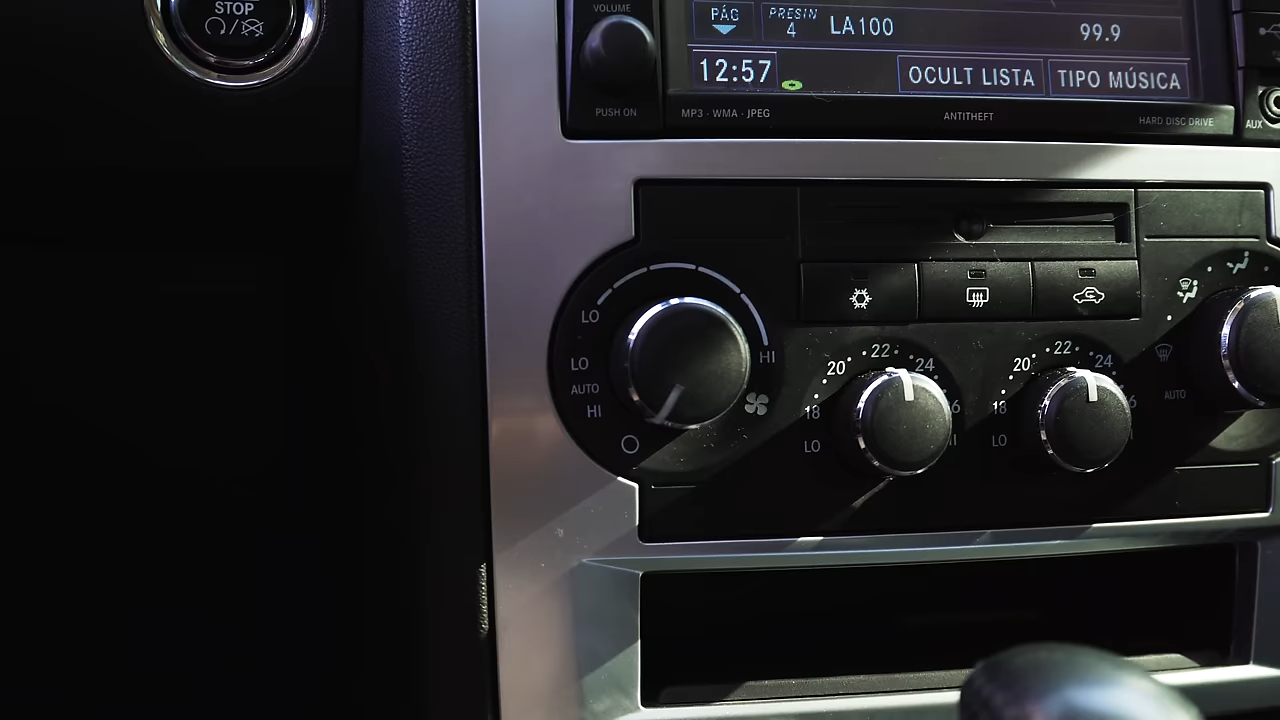 STOP
VOLUME
PUSH ON
PÁG
PRESIN
4
LA100
99.9
12:57
OCULT LISTA
TIPO MÚSICA
MP3 · WMA · JPEG
ANTITHEFT
HARD DISC DRIVE
AUX
LO
HI
LO
AUTO
HI
22
20
24
18
6
LO
I
22
20
24
18
6
LO
AUTO